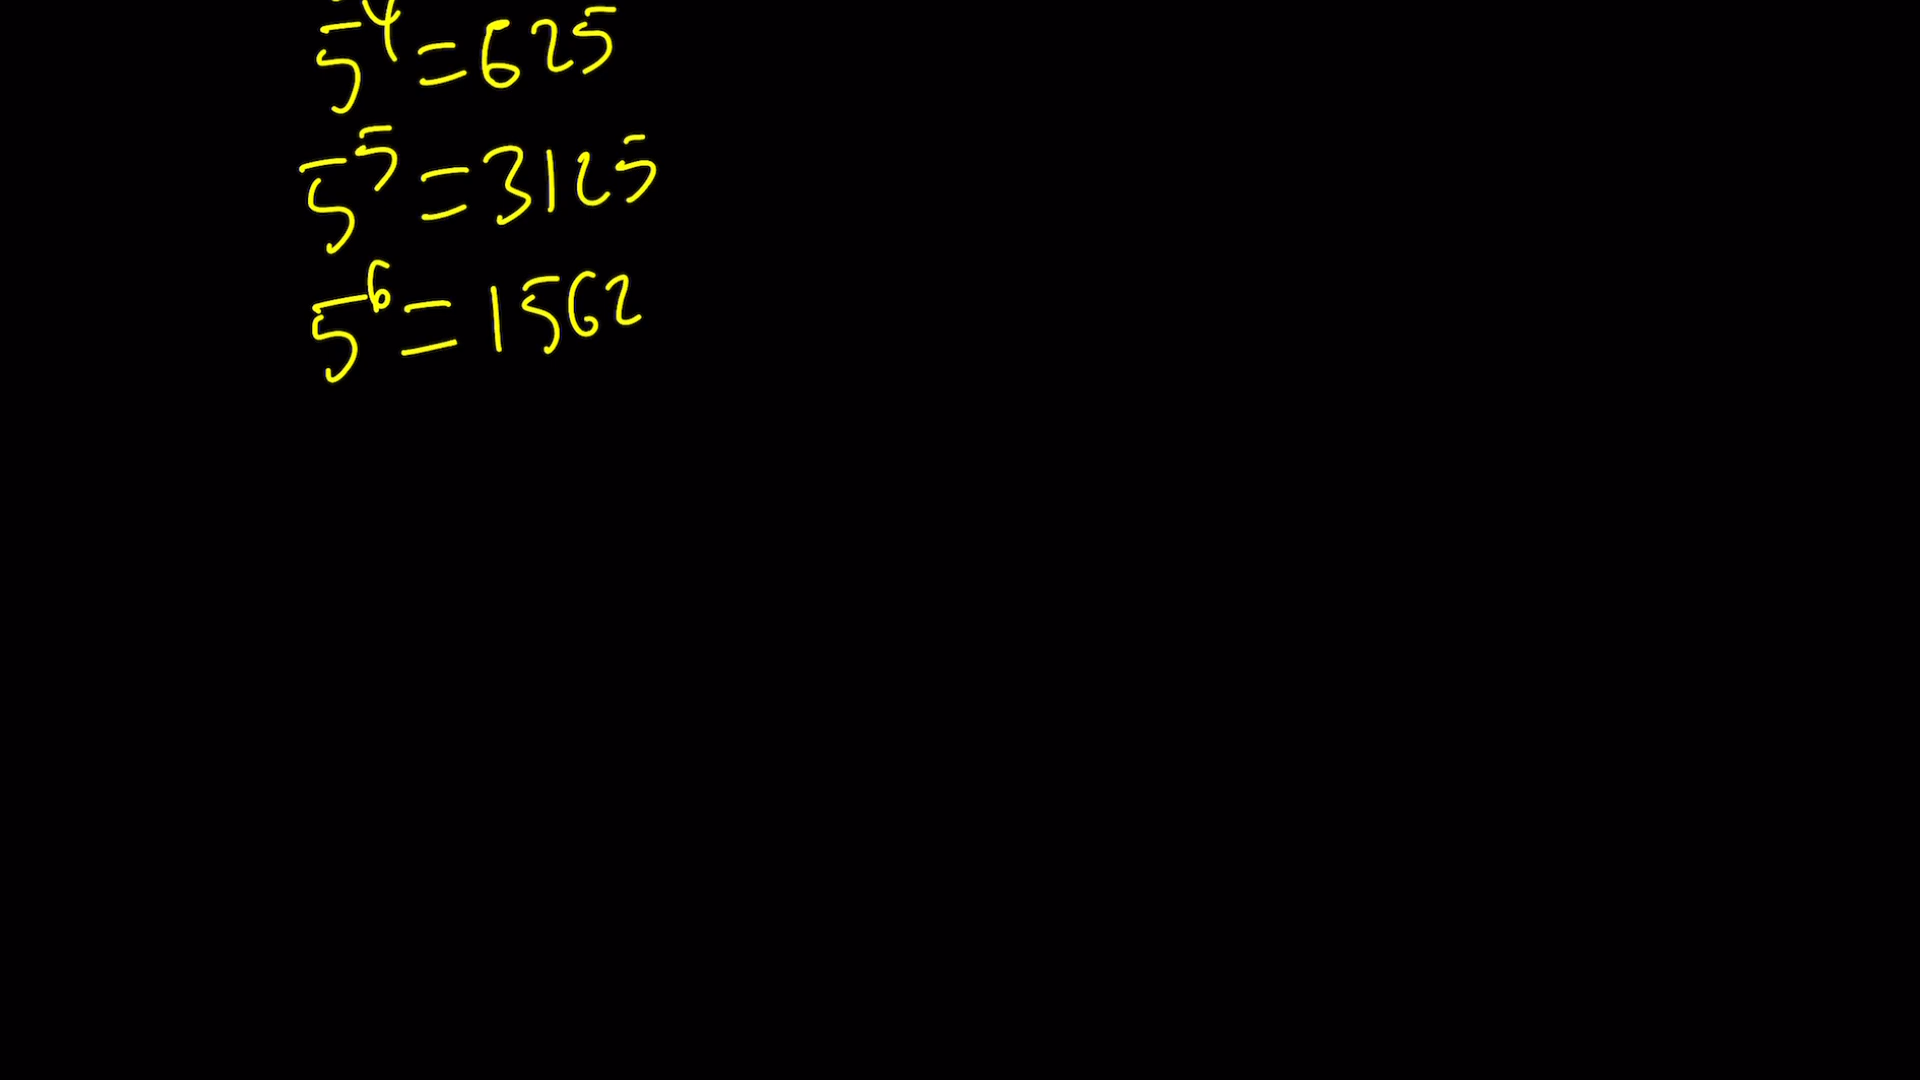 5^4 = 625
5^5 = 3125
5^6 = 1562